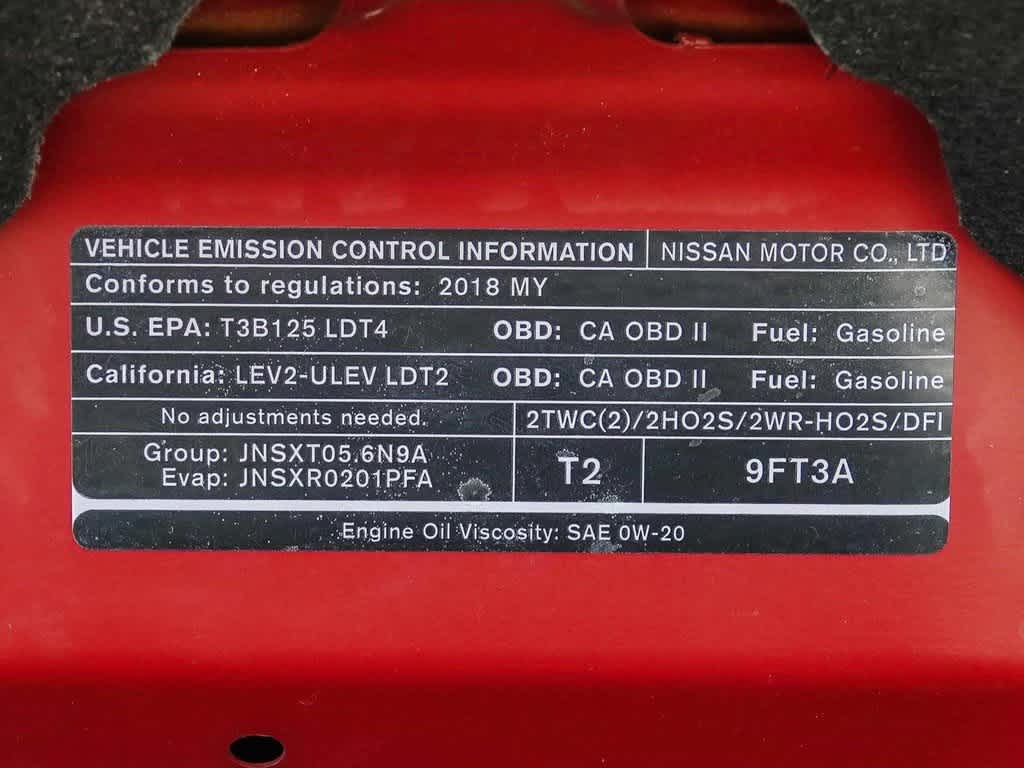 VEHICLE EMISSION CONTROL INFORMATION NISSAN MOTOR CO., LTD
Conforms to regulations: 2018 MY
U.S. EPA: T3B125 LDT4 OBD: CA OBD II Fuel: Gasoline
California: LEV2-ULEV LDT2 OBD: CA OBD II Fuel: Gasoline
No adjustments needed. 2TWC(2)/2HO2S/2WR-HO2S/DFI
Group: JNSXT05.6N9A
Evap: JNSXR0201PFA
T2 9FT3A
Engine Oil Viscosity: SAE 0W-20